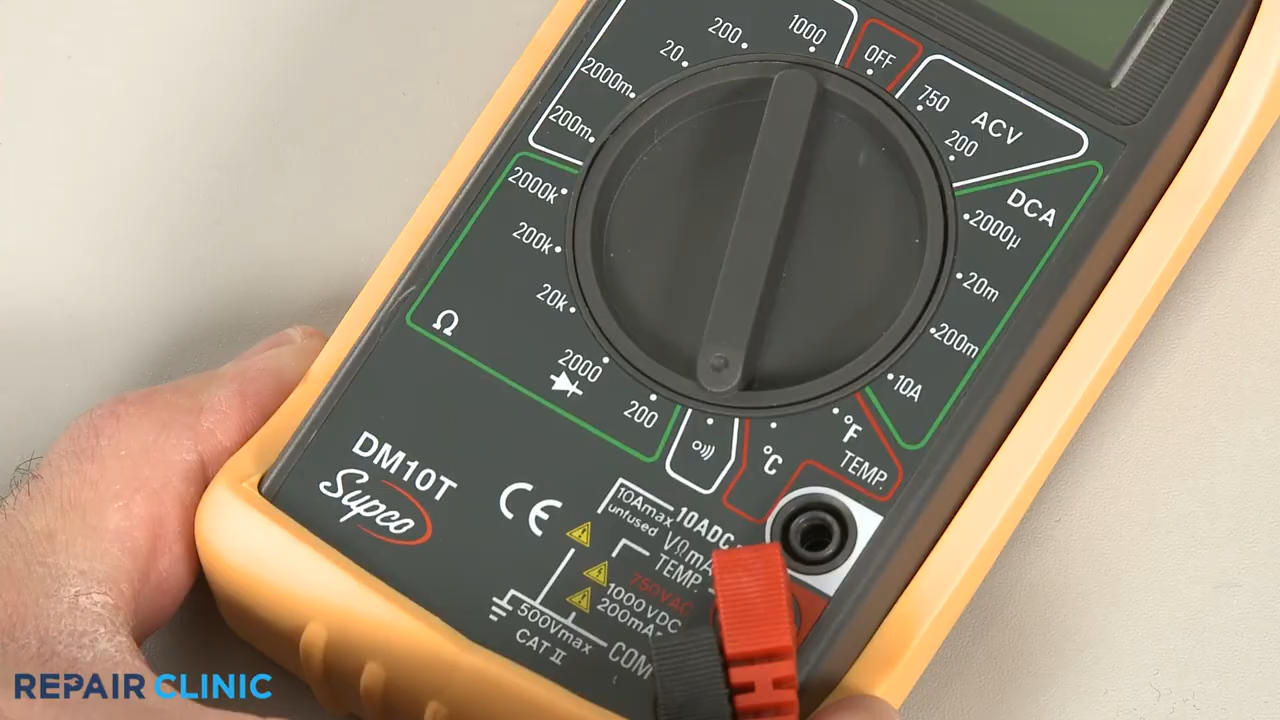 1000
200
20
2000m
200m
OFF
750
200
ACV
DCA
2000µ
20m
200m
10A
2000k
200k
20k
Ω
2000
200
°F
°C
TEMP.
DM10T
Supco
CE
10Amax
unfused
10ADC
VΩmA
TEMP.
750VAC
1000VDC
500Vmax
CAT II
COM
REPAIR CLINIC